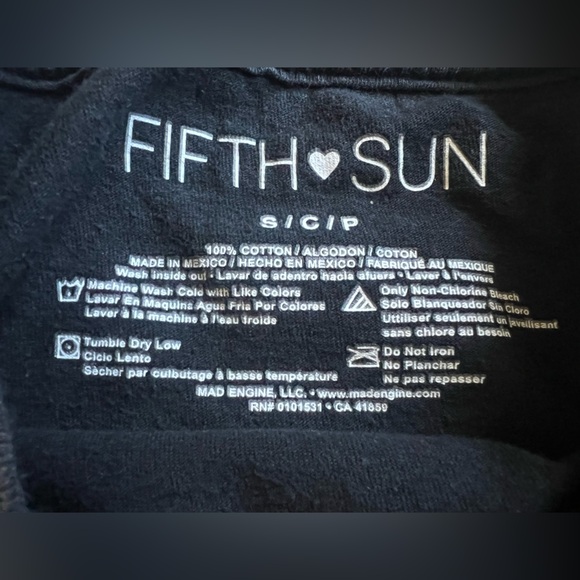 FIFTH ♥ SUN
S / C / P
100% COTTON / ALGODÓN / COTON
MADE IN MEXICO / HECHO EN MEXICO / FABRIQUÉ AU MEXIQUE
Wash inside out • Lavar de adentro hacia afuera • Laver à l'envers
Machine Wash Cold with Like Colors
Lavar En Maquina Agua Fria Por Colores
Laver à la machine à l'eau froide
Only Non-Chlorine Bleach
Solo Blanqueador Sin Cloro
Uttiliser seulement un javellisant
sans chlore au besoin
Tumble Dry Low
Ciclo Lento
Sècher par culbutage à basse température
Do Not Iron
No Planchar
Ne pas repasser
MAD ENGINE, LLC. • www.madengine.com
RN# 0101531 • CA 41859